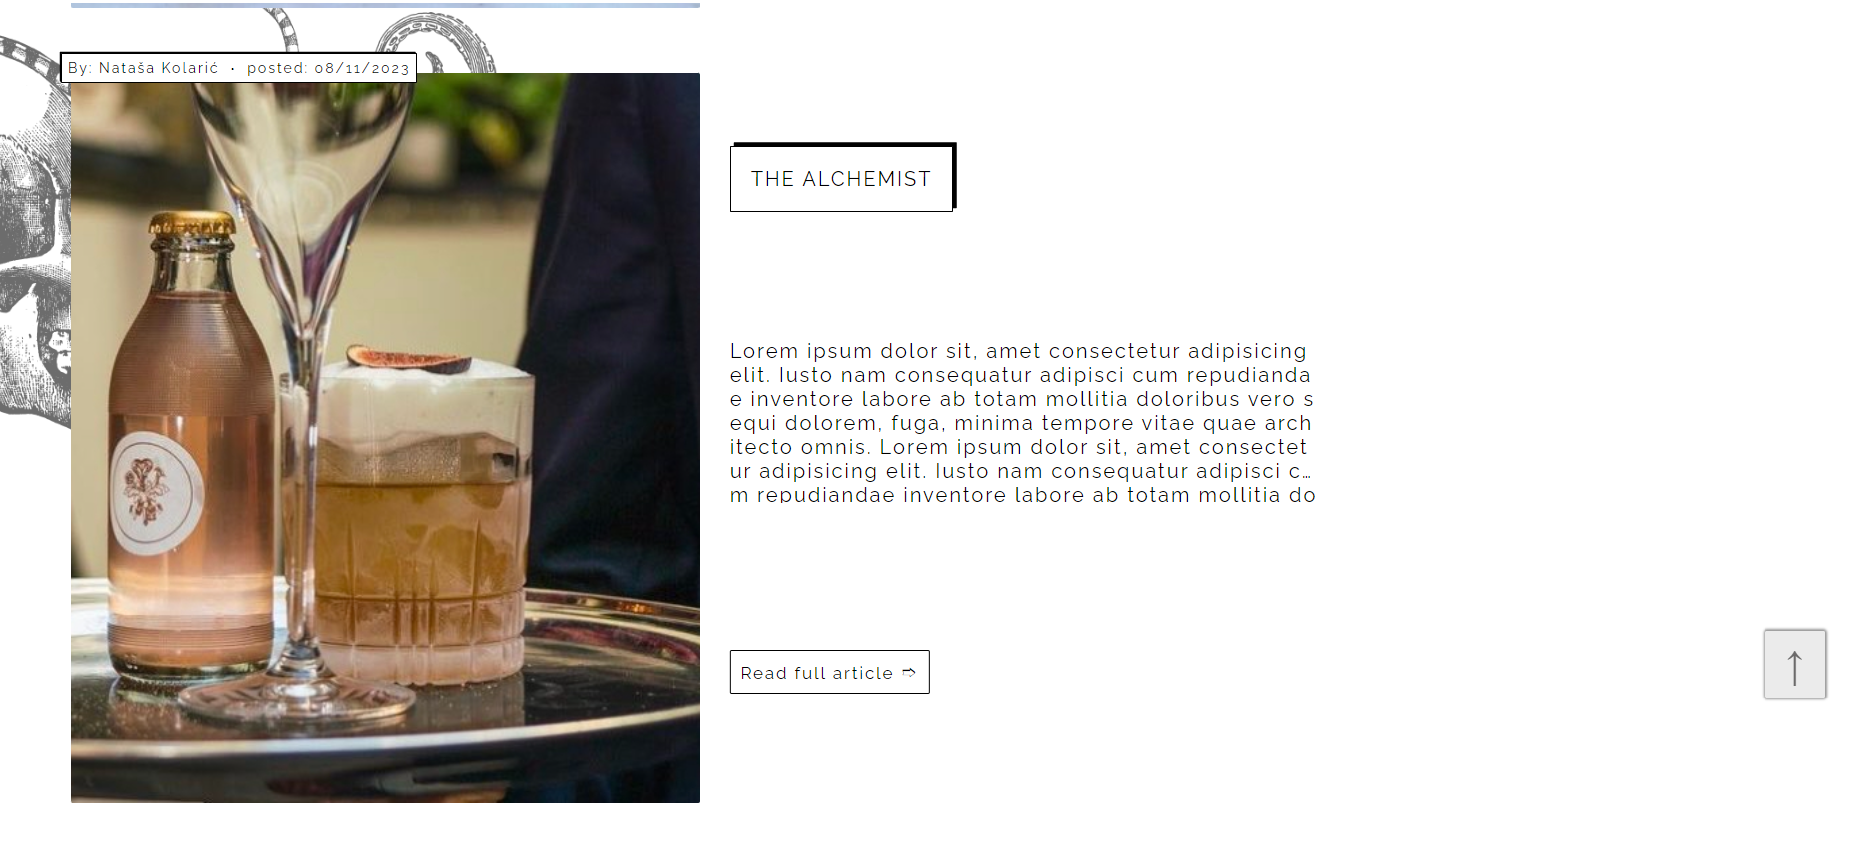 By: Nataša Kolarić · posted: 08/11/2023
THE ALCHEMIST
Lorem ipsum dolor sit, amet consectetur adipisicing
elit. Iusto nam consequatur adipisci cum repudianda
e inventore labore ab totam mollitia doloribus vero s
equi dolorem, fuga, minima tempore vitae quae arch
itecto omnis. Lorem ipsum dolor sit, amet consectet
ur adipisicing elit. Iusto nam consequatur adipisci c…
m repudiandae inventore labore ab totam mollitia do
Read full article ➩
↑